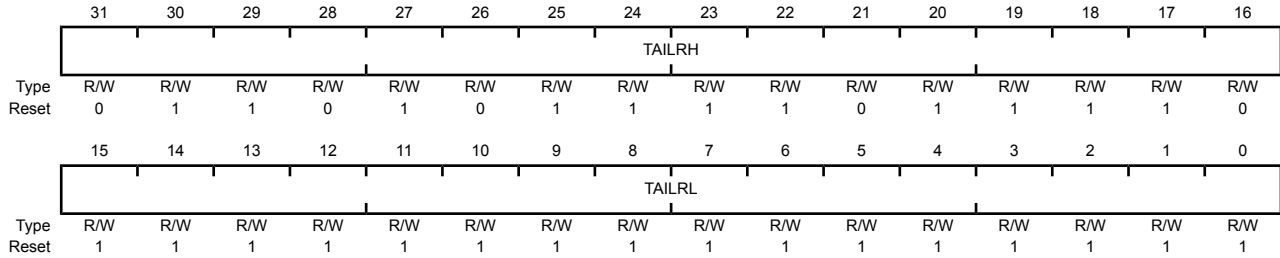 31 30 29 28 27 26 25 24 23 22 21 20 19 18 17 16
TAILRH
Type R/W R/W R/W R/W R/W R/W R/W R/W R/W R/W R/W R/W R/W R/W R/W R/W
Reset 0 1 1 0 1 0 1 1 1 1 0 1 1 1 1 0
15 14 13 12 11 10 9 8 7 6 5 4 3 2 1 0
TAILRL
Type R/W R/W R/W R/W R/W R/W R/W R/W R/W R/W R/W R/W R/W R/W R/W R/W
Reset 1 1 1 1 1 1 1 1 1 1 1 1 1 1 1 1